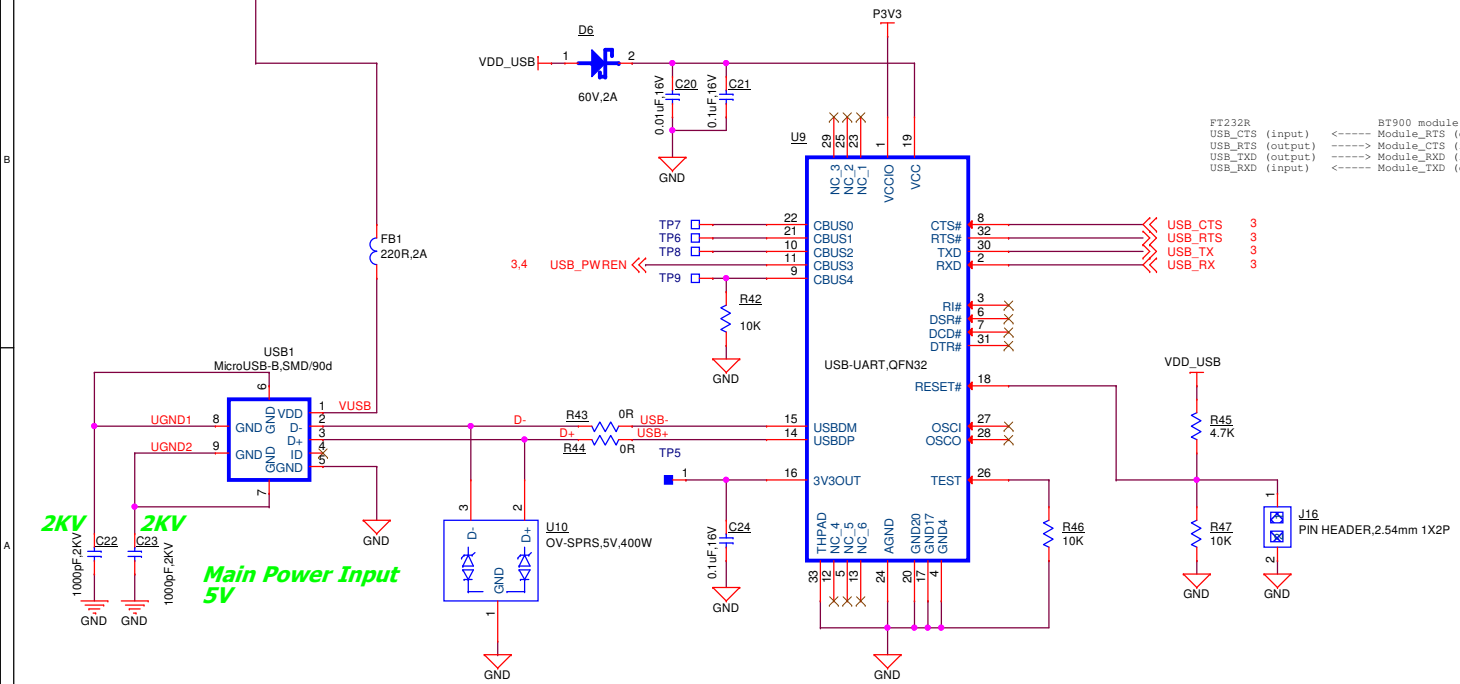 P3V3
D6
VDD_USB
1
2
60V,2A
C20
0.01uF,16V
C21
0.1uF,16V
GND
B
FT232R BT900 module
USB_CTS (input) <----- Module_RTS (
USB_RTS (output) -----> Module_CTS (
USB_TXD (output) -----> Module_RXD (
USB_RXD (input) <----- Module_TXD (
U9
29 25 23 1 19
NC_3 NC_2 NC_1 VCCIO VCC
TP7 22 CBUS0
TP6 21 CBUS1
TP8 10 CBUS2
3,4 USB_PWREN 11 CBUS3
TP9 9 CBUS4
CTS# 8 USB_CTS 3
RTS# 32 USB_RTS 3
TXD 30 USB_TX 3
RXD 2 USB_RX 3
FB1
220R,2A
R42
10K
GND
RI# 3
DSR# 6
DCD# 7
DTR# 31
USB-UART,QFN32
RESET# 18
VDD_USB
R45
4.7K
USB1
MicroUSB-B,SMD/90d
6
UGND1 8 GND GND VDD 1 VUSB
D- 2
D+ 3
UGND2 9 GND GND ID 4
GGND 5
7
GND
D- R43 0R USB- 15 USBDM
D+ R44 0R USB+ 14 USBDP
OSCI 27
OSCO 28
TP5
1 16 3V3OUT
TEST 26
2KV
2KV
C22
1000pF,2KV
C23
1000pF,2KV
A
3 2
D- D+
GND
1
U10
OV-SPRS,5V,400W
C24
0.1uF,16V
GND
THPAD NC_4 NC_5 NC_6 AGND GND20 GND17 GND4
33 12 5 13 24 20 17 4
R46
10K
R47
10K
GND
1
J16
PIN HEADER,2.54mm 1X2P
2
GND
Main Power Input
5V
GND GND
GND
GND